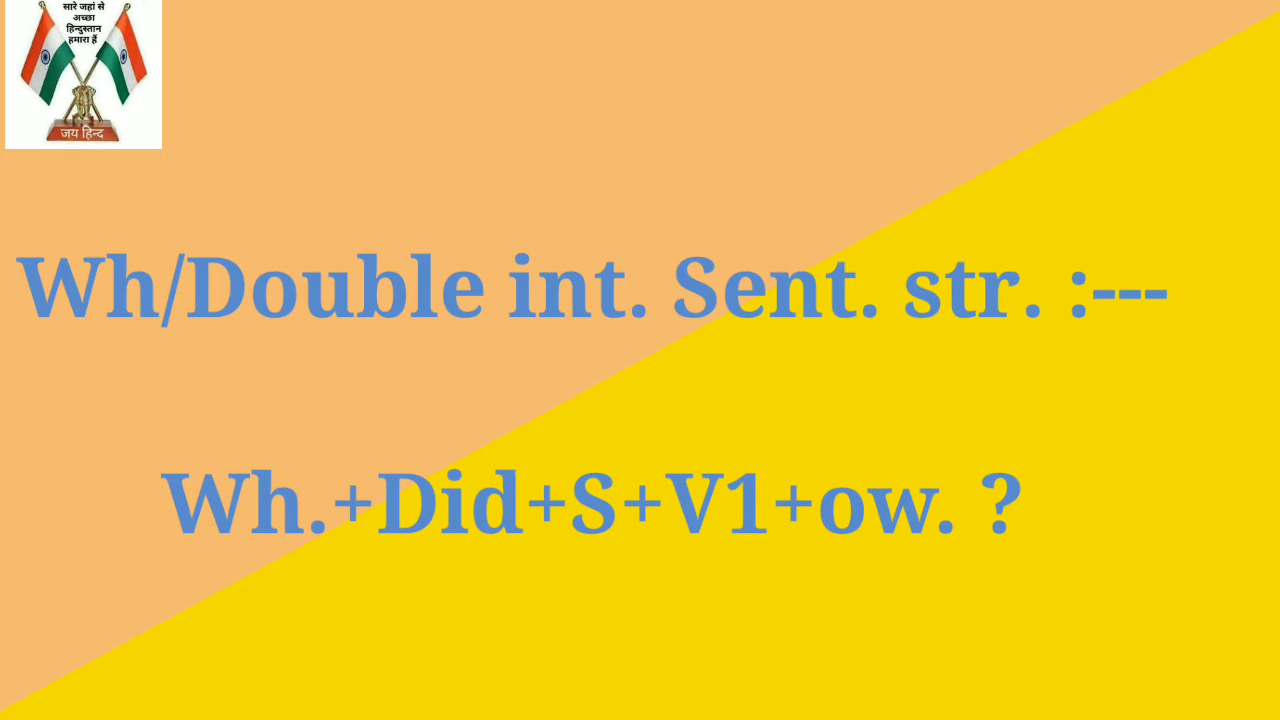 सारे जहां से
अच्छा
हिन्दुस्तान
हमारा हैं
जय हिन्द
Wh/Double int. Sent. str. :---
Wh.+Did+S+V1+ow. ?